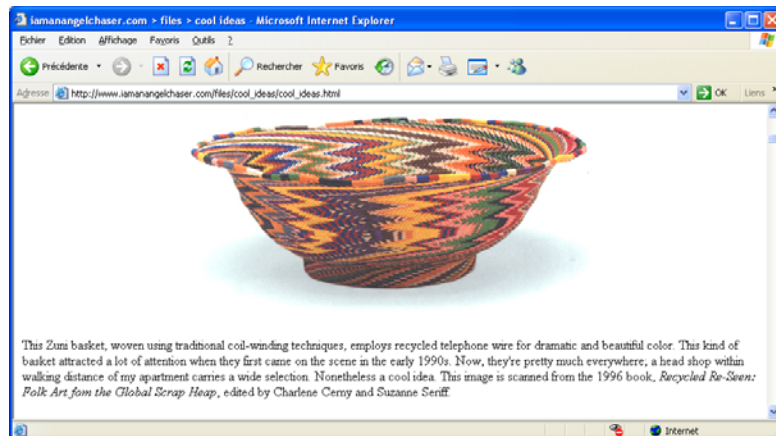 iamanangelchaser.com > files > cool ideas - Microsoft Internet Explorer
Fichier Edition Affichage Favoris Outils ?
Précédente Rechercher Favoris
Adresse http://www.iamanangelchaser.com/files/cool_ideas/cool_ideas.html OK Liens »
This Zuni basket, woven using traditional coil-winding techniques, employs recycled telephone wire for dramatic and beautiful color. This kind of
basket attracted a lot of attention when they first came on the scene in the early 1990s. Now, they're pretty much everywhere; a head shop within
walking distance of my apartment carries a wide selection. Nonetheless a cool idea. This image is scanned from the 1996 book, Recycled Re-Seen:
Folk Art fom the Global Scrap Heap, edited by Charlene Cerny and Suzanne Seriff.
Internet